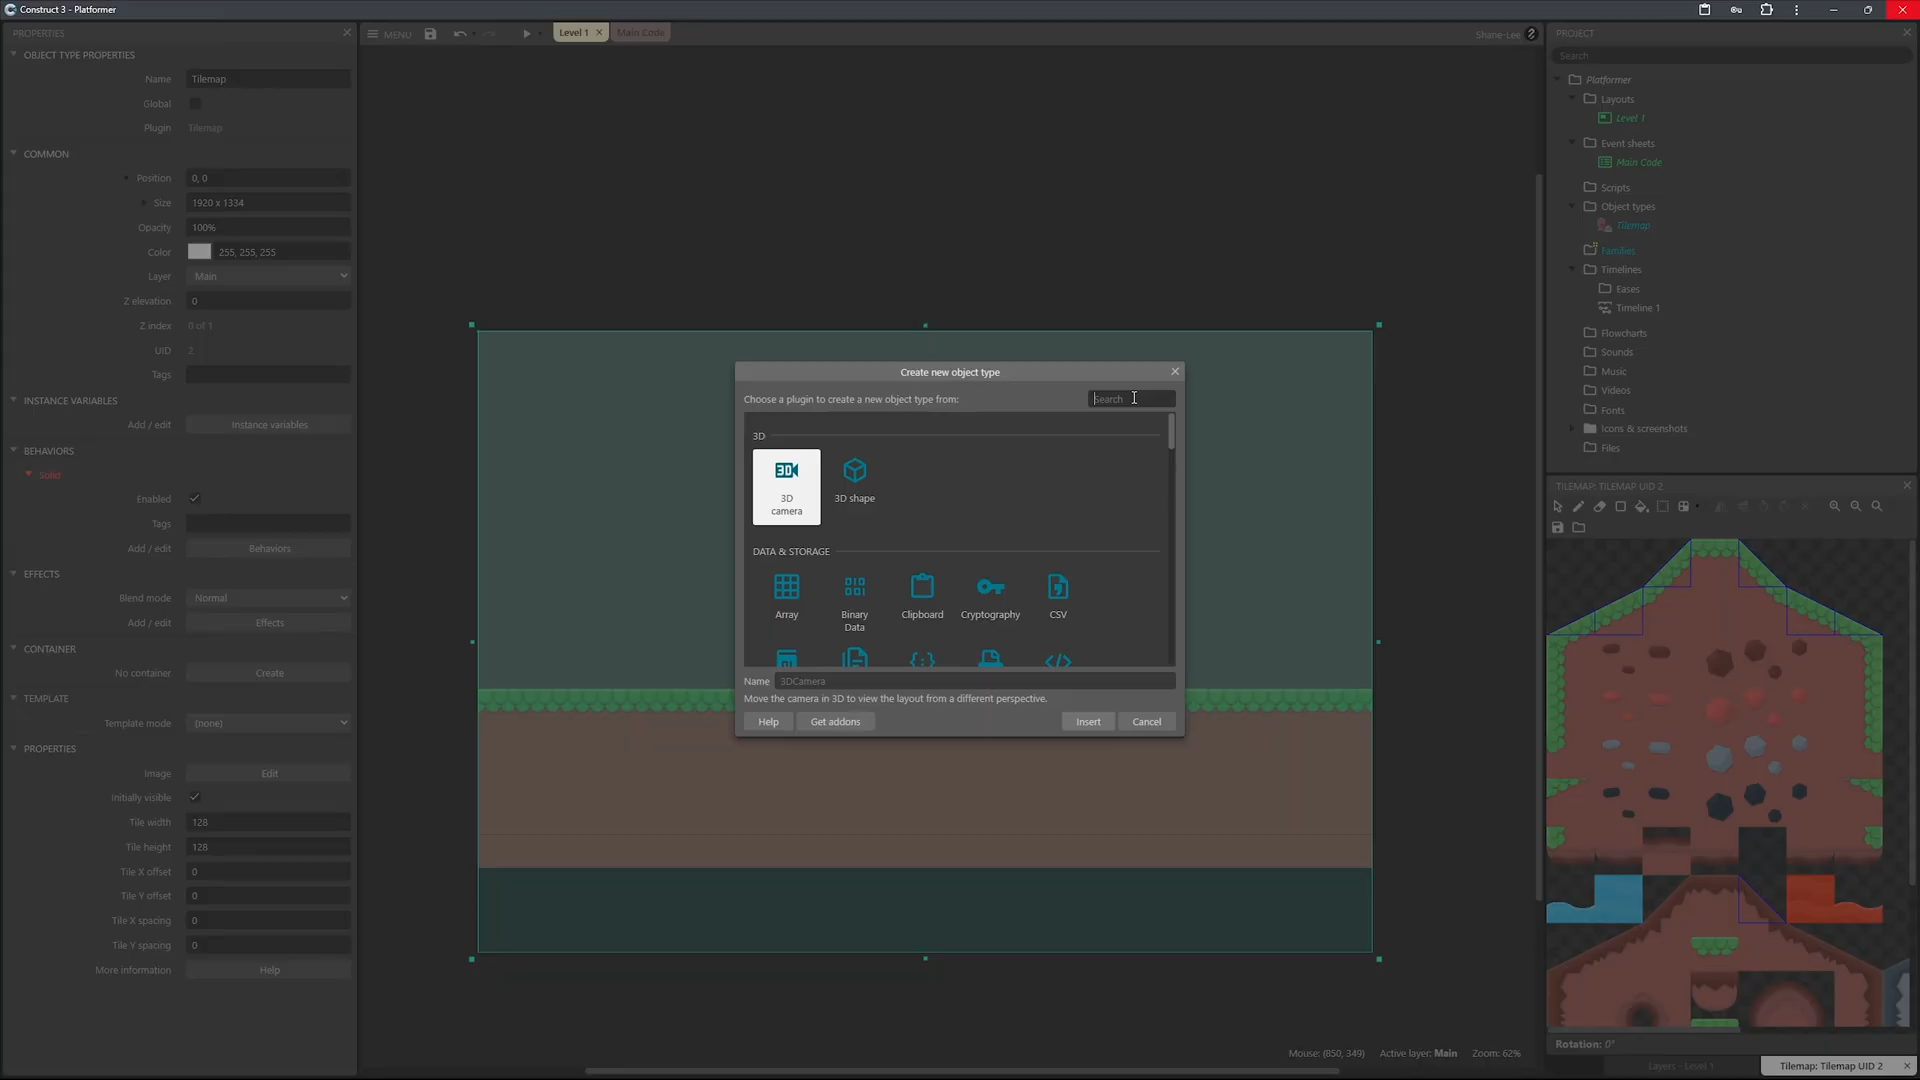 Construct 3 - Platformer
PROPERTIES
OBJECT TYPE PROPERTIES
Name Tilemap
Global
Plugin Tilemap
COMMON
Position 0, 0
Size 1920 x 1334
Opacity 100%
Color 255, 255, 255
Layer Main
Z elevation 0
Z index 0 of 1
UID 2
Tags
INSTANCE VARIABLES
Add / edit Instance variables
BEHAVIORS
Solid
Enabled
Tags
Add / edit Behaviors
EFFECTS
Blend mode Normal
Add / edit Effects
CONTAINER
No container Create
TEMPLATE
Template mode (none)
PROPERTIES
Image Edit
Initially visible
Tile width 128
Tile height 128
Tile X offset 0
Tile Y offset 0
Tile X spacing 0
Tile Y spacing 0
More information Help
MENU
Level 1
Main Code
Shane-Lee
Create new object type
Choose a plugin to create a new object type from:
Search
3D
3D
3D
camera
3D shape
DATA & STORAGE
Array
Binary
Data
Clipboard
Cryptography
CSV
Name 3DCamera
Move the camera in 3D to view the layout from a different perspective.
Help
Get addons
Insert
Cancel
Mouse: (850, 349) Active layer: Main Zoom: 62%
PROJECT
Search
Platformer
Layouts
Level 1
Event sheets
Main Code
Scripts
Object types
Tilemap
Families
Timelines
Eases
Timeline 1
Flowcharts
Sounds
Music
Videos
Fonts
Icons & screenshots
Files
TILEMAP: TILEMAP UID 2
Rotation: 0°
Layers - Level 1
Tilemap: Tilemap UID 2